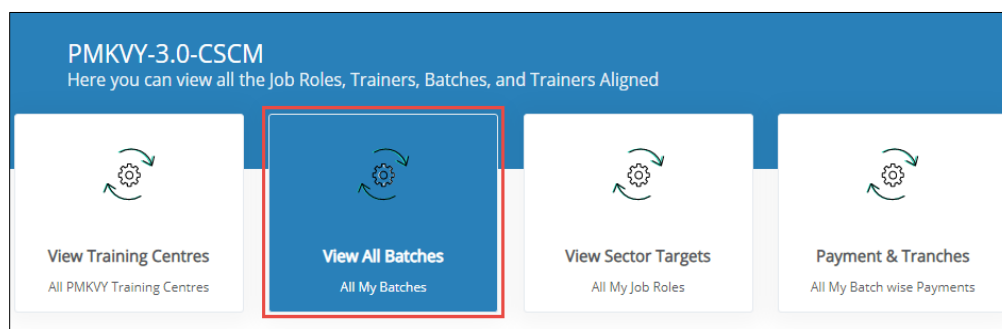 PMKVY-3.0-CSCM
Here you can view all the Job Roles, Trainers, Batches, and Trainers Aligned
View Training Centres
All PMKVY Training Centres
View All Batches
All My Batches
View Sector Targets
All My Job Roles
Payment & Tranches
All My Batch wise Payments